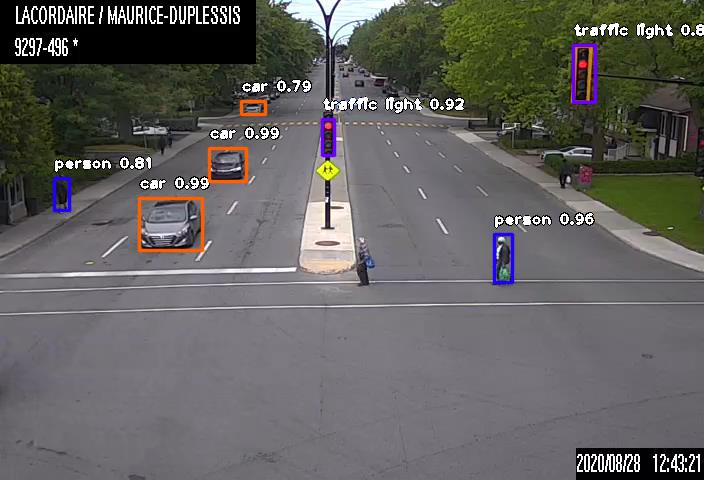 LACORDAIRE / MAURICE-DUPLESSIS
9297-496 *
traffic light 0.8
car 0.79
traffic light 0.92
car 0.99
person 0.81
car 0.99
person 0.96
2020/08/28 12:43:21